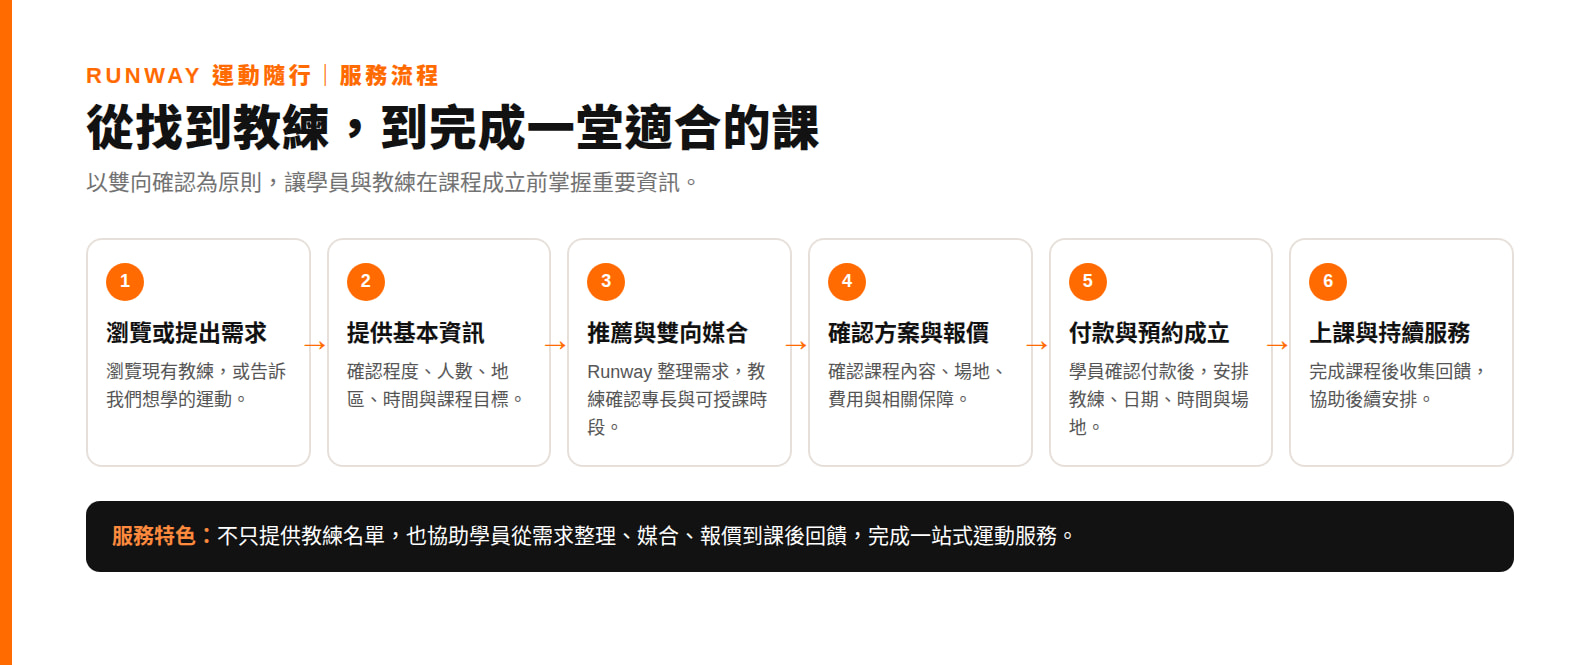 RUNWAY 運動隨行｜服務流程
從找到教練，到完成一堂適合的課
以雙向確認為原則，讓學員與教練在課程成立前掌握重要資訊。
1
瀏覽或提出需求
瀏覽現有教練，或告訴
我們想學的運動。
→
2
提供基本資訊
確認程度、人數、地
區、時間與課程目標。
→
3
推薦與雙向媒合
Runway 整理需求，教
練確認專長與可授課時
段。
→
4
確認方案與報價
確認課程內容、場地、
費用與相關保障。
→
5
付款與預約成立
學員確認付款後，安排
教練、日期、時間與場
地。
→
6
上課與持續服務
完成課程後收集回饋，
協助後續安排。
服務特色：不只提供教練名單，也協助學員從需求整理、媒合、報價到課後回饋，完成一站式運動服務。